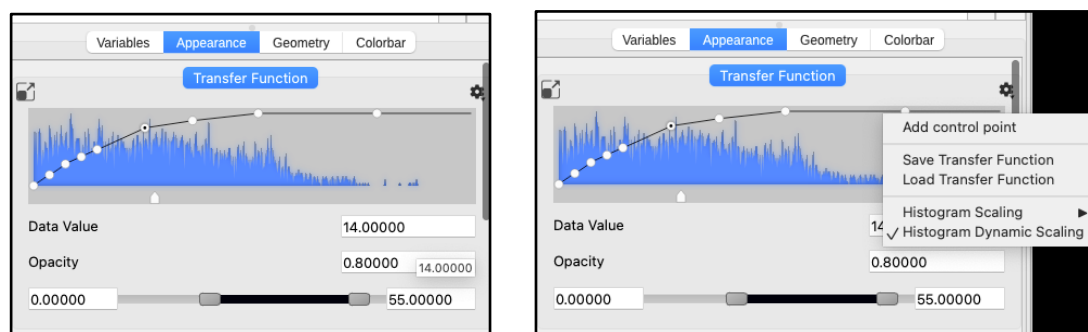 Variables Appearance Geometry Colorbar
Transfer Function
Data Value 14.00000
Opacity 0.80000 14.00000
0.00000 55.00000
Variables Appearance Geometry Colorbar
Transfer Function
Add control point
Save Transfer Function
Load Transfer Function
Histogram Scaling
Histogram Dynamic Scaling
Data Value 14
Opacity 0.80000
0.00000 55.00000